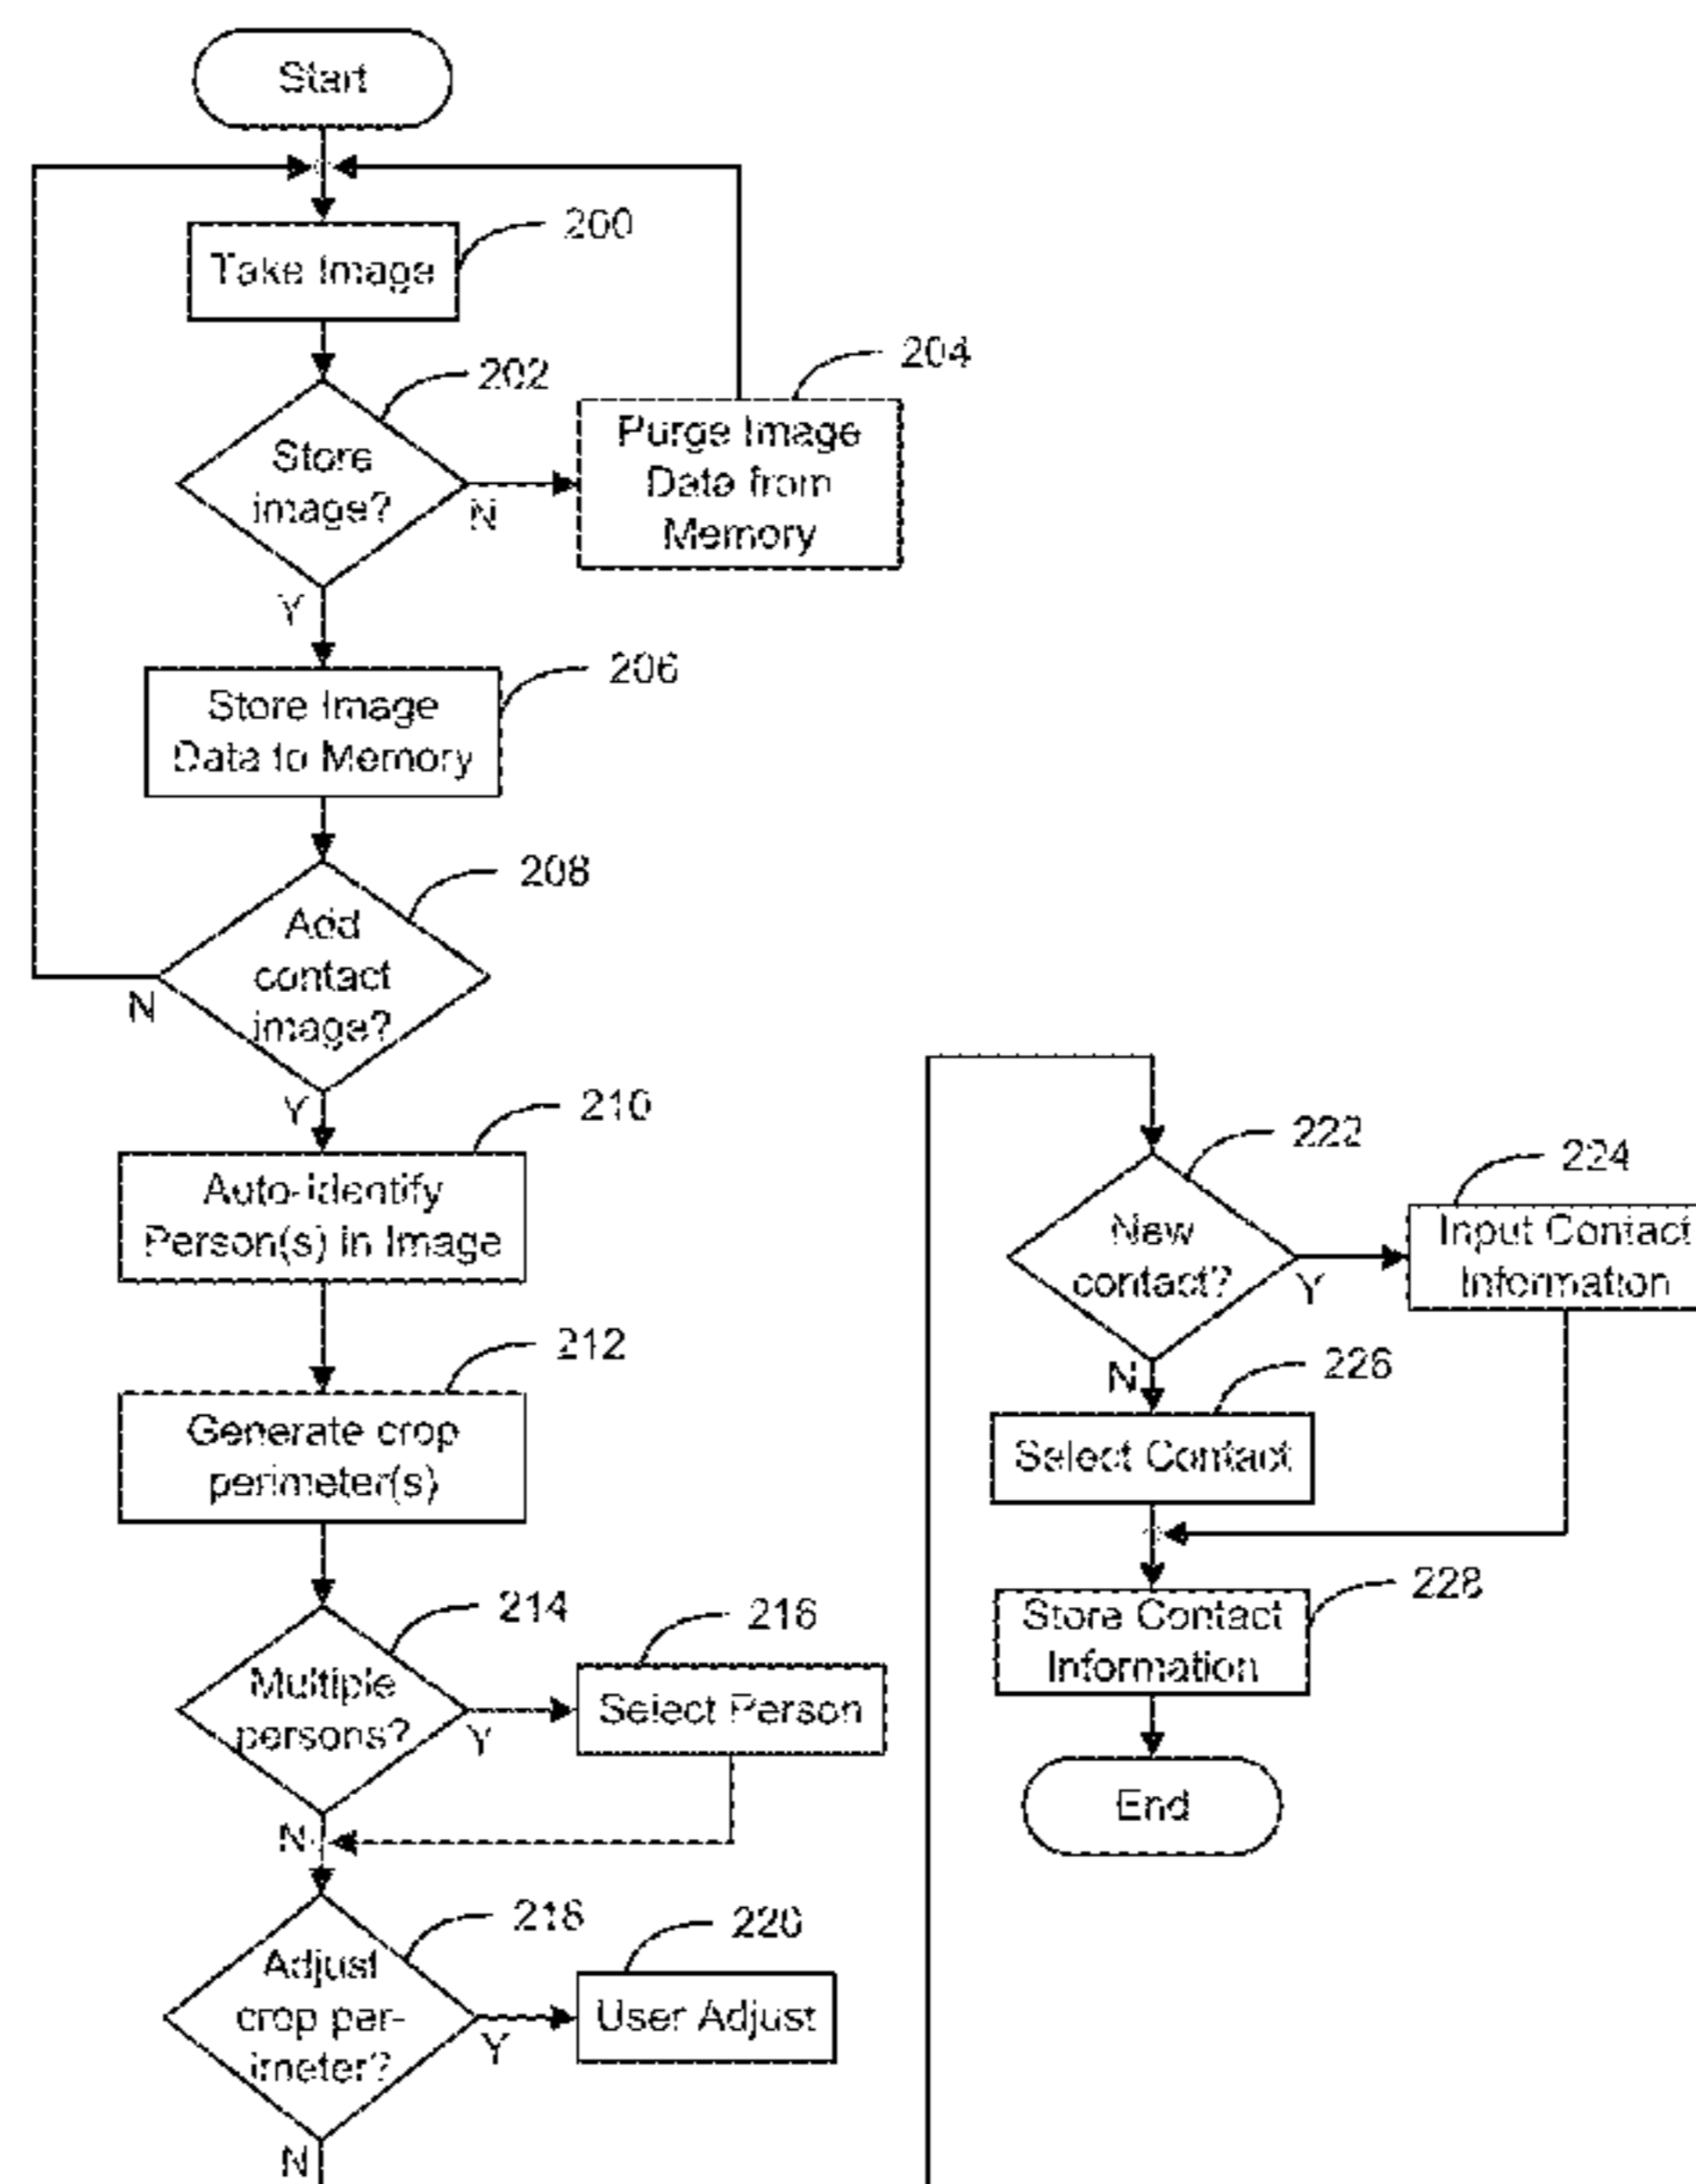 Start
200
Take Image
202
Store
image?
N
Y
204
Purge Image
Data from
Memory
206
Store Image
Data to Memory
208
Add
contact
image?
N
Y
210
Auto-Identify
Person(s) in Image
212
Generate crop
perimeter(s)
214
Multiple
persons?
Y
N
216
Select Person
218
Adjust
crop per-
imeter?
Y
N
220
User Adjust
222
New
contact?
Y
N
224
Input Contact
Information
226
Select Contact
228
Store Contact
Information
End